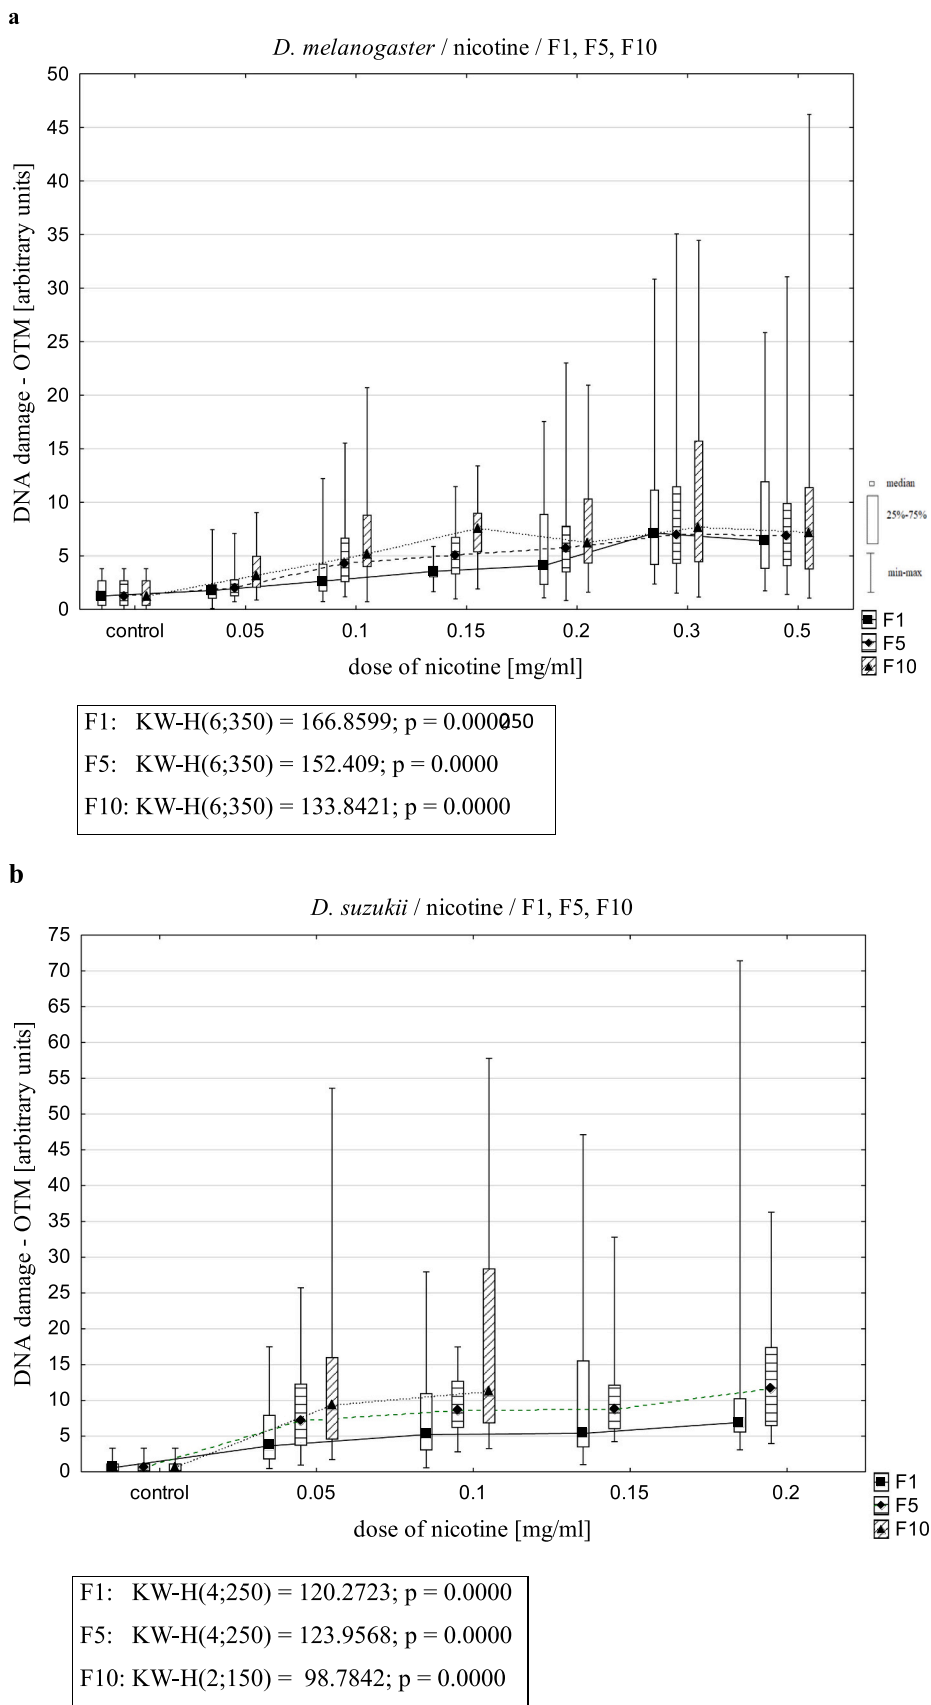 a
D. melanogaster / nicotine / F1, F5, F10
DNA damage - OTM [arbitrary units]
50
45
40
35
30
25
20
15
10
5
0
control 0.05 0.1 0.15 0.2 0.3 0.5
dose of nicotine [mg/ml]
median
25%-75%
min-max
F1
F5
F10
F1: KW-H(6;350) = 166.8599; p = 0.0000250
F5: KW-H(6;350) = 152.409; p = 0.0000
F10: KW-H(6;350) = 133.8421; p = 0.0000
b
D. suzukii / nicotine / F1, F5, F10
DNA damage - OTM [arbitrary units]
75
70
65
60
55
50
45
40
35
30
25
20
15
10
5
0
control 0.05 0.1 0.15 0.2
dose of nicotine [mg/ml]
F1
F5
F10
F1: KW-H(4;250) = 120.2723; p = 0.0000
F5: KW-H(4;250) = 123.9568; p = 0.0000
F10: KW-H(2;150) = 98.7842; p = 0.0000